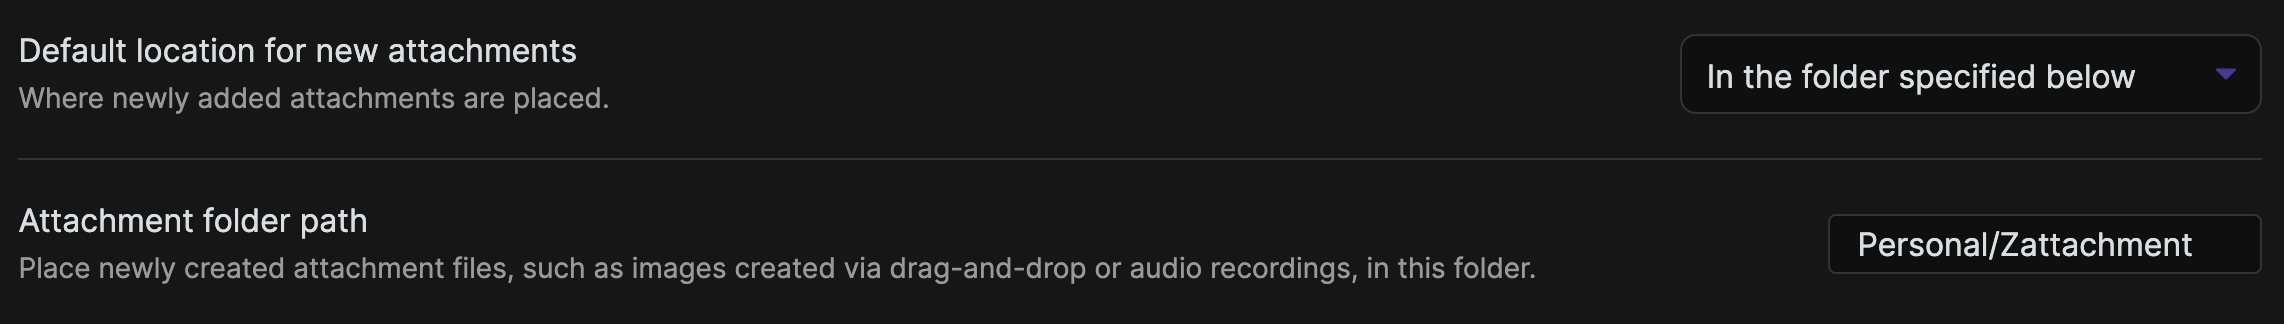 Default location for new attachments
In the folder specified below
Where newly added attachments are placed.
Attachment folder path
Personal/Zattachment
Place newly created attachment files, such as images created via drag-and-drop or audio recordings, in this folder.